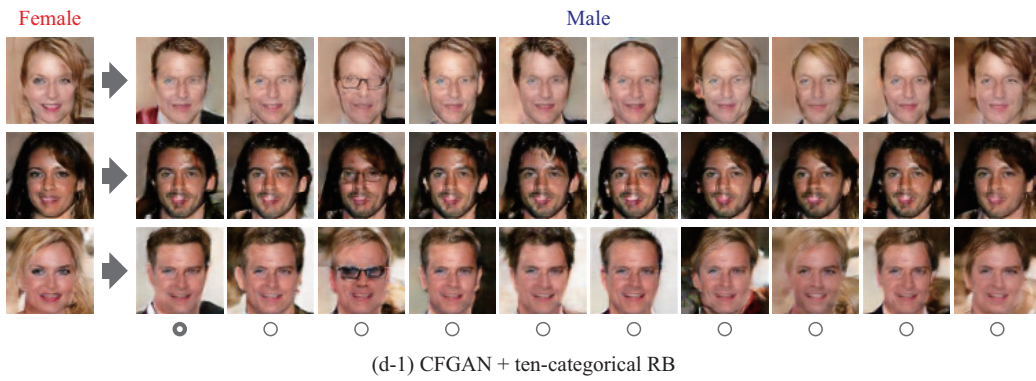 Female
Male
(d-1) CFGAN + ten-categorical RB